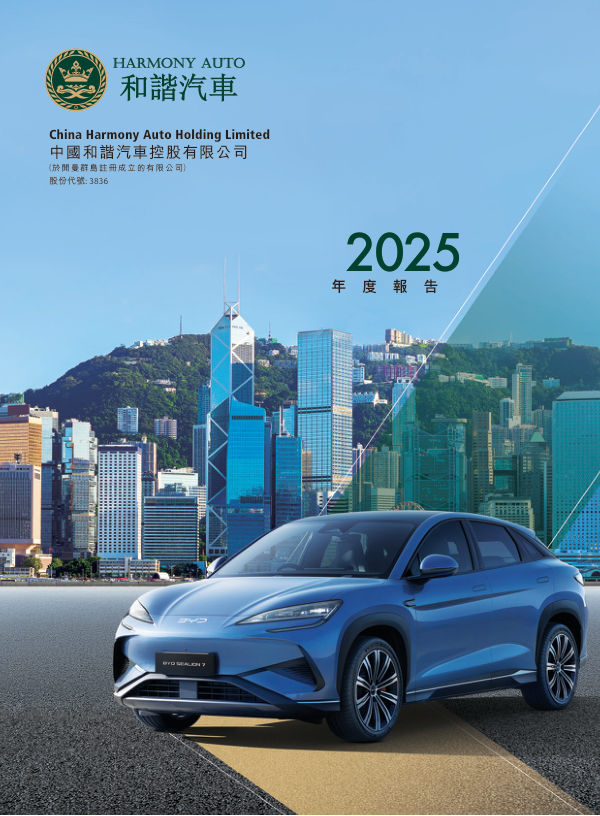 HARMONY AUTO
和諧汽車
China Harmony Auto Holding Limited
中國和諧汽車控股有限公司
(於開曼群島註冊成立的有限公司)
股份代號: 3836
2025
年度報告
BYD
BYD SEALION 7